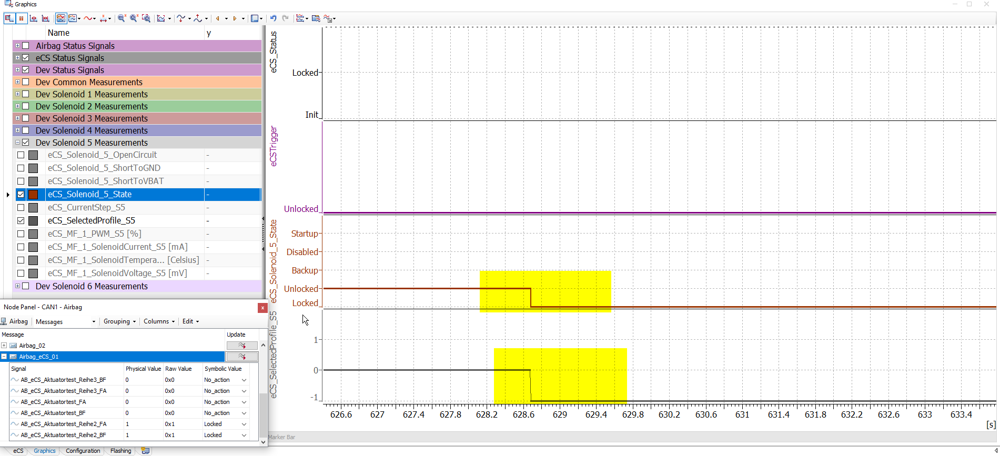 Graphics
Name y
Airbag Status Signals
eCS Status Signals
Dev Status Signals
Dev Common Measurements
Dev Solenoid 1 Measurements
Dev Solenoid 2 Measurements
Dev Solenoid 3 Measurements
Dev Solenoid 4 Measurements
Dev Solenoid 5 Measurements
eCS_Solenoid_5_OpenCircuit -
eCS_Solenoid_5_ShortToGND -
eCS_Solenoid_5_ShortToVBAT -
eCS_Solenoid_5_State -
eCS_CurrentStep_S5 -
eCS_SelectedProfile_S5 -
eCS_MF_1_PWM_S5 [%] -
eCS_MF_1_SolenoidCurrent_S5 [mA] -
eCS_MF_1_SolenoidTempera... [Celsius] -
eCS_MF_1_SolenoidVoltage_S5 [mV] -
Dev Solenoid 6 Measurements
Node Panel - CAN1 - Airbag
Airbag Messages Grouping Columns Edit
Message Update
Airbag_02
Airbag_eCS_01
Signal Physical Value Raw Value Symbolic Value
AB_eCS_Aktuatortest_Reihe3_BF 0 0x0 No_action
AB_eCS_Aktuatortest_Reihe3_FA 0 0x0 No_action
AB_eCS_Aktuatortest_FA 0 0x0 No_action
AB_eCS_Aktuatortest_BF 0 0x0 No_action
AB_eCS_Aktuatortest_Reihe2_FA 1 0x1 Locked
AB_eCS_Aktuatortest_Reihe2_BF 1 0x1 Locked
eCS Graphics Configuration Flashing
eCS_Status
Locked
Init
eCSTrigger
Unlocked
eCS_Solenoid_5_State
Startup
Disabled
Backup
Unlocked
Locked
eCS_SelectedProfile_S5
1
0
-1
626.6 627 627.4 627.8 628.2 628.6 629 629.4 629.8 630.2 630.6 631 631.4 631.8 632.2 632.6 633 633.4
[s]
Marker Bar